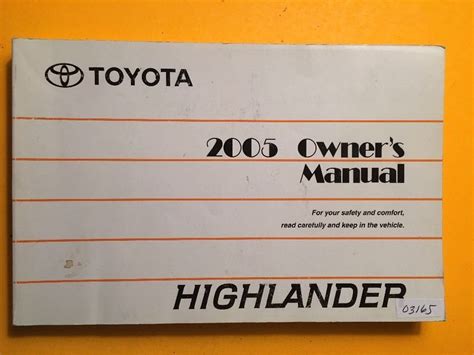 TOYOTA
2005 Owner's
Manual
For your safety and comfort,
read carefully and keep in the vehicle.
HIGHLANDER
03165